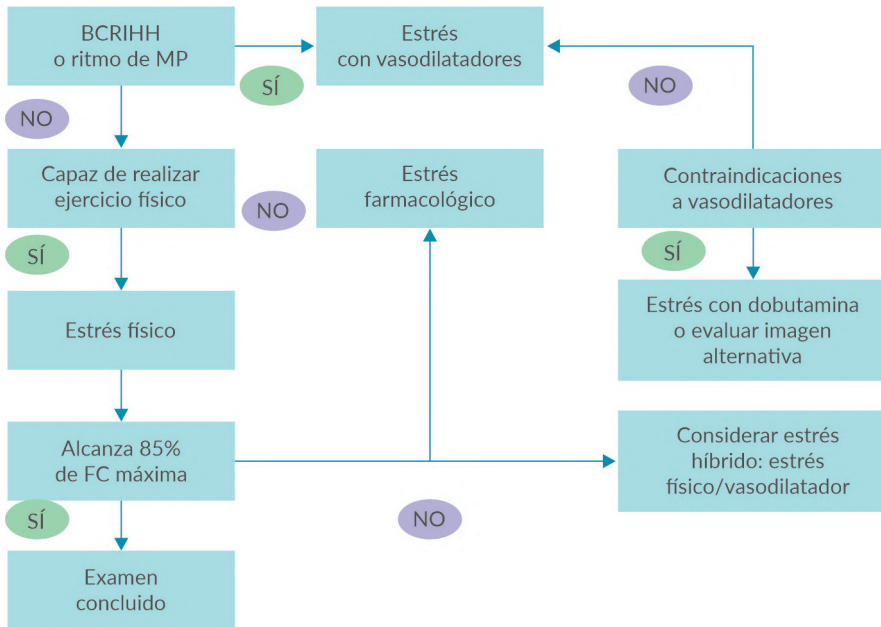 BCRIHH
o ritmo de MP
Estrés
con vasodilatadores
SÍ
NO
NO
Capaz de realizar
ejercicio físico
NO
Estrés
farmacológico
Contraindicaciones
a vasodilatadores
SÍ
SÍ
Estrés físico
Estrés con dobutamina
o evaluar imagen
alternativa
Alcanza 85%
de FC máxima
Considerar estrés
híbrido: estrés
físico/vasodilatador
SÍ
NO
Examen
concluido